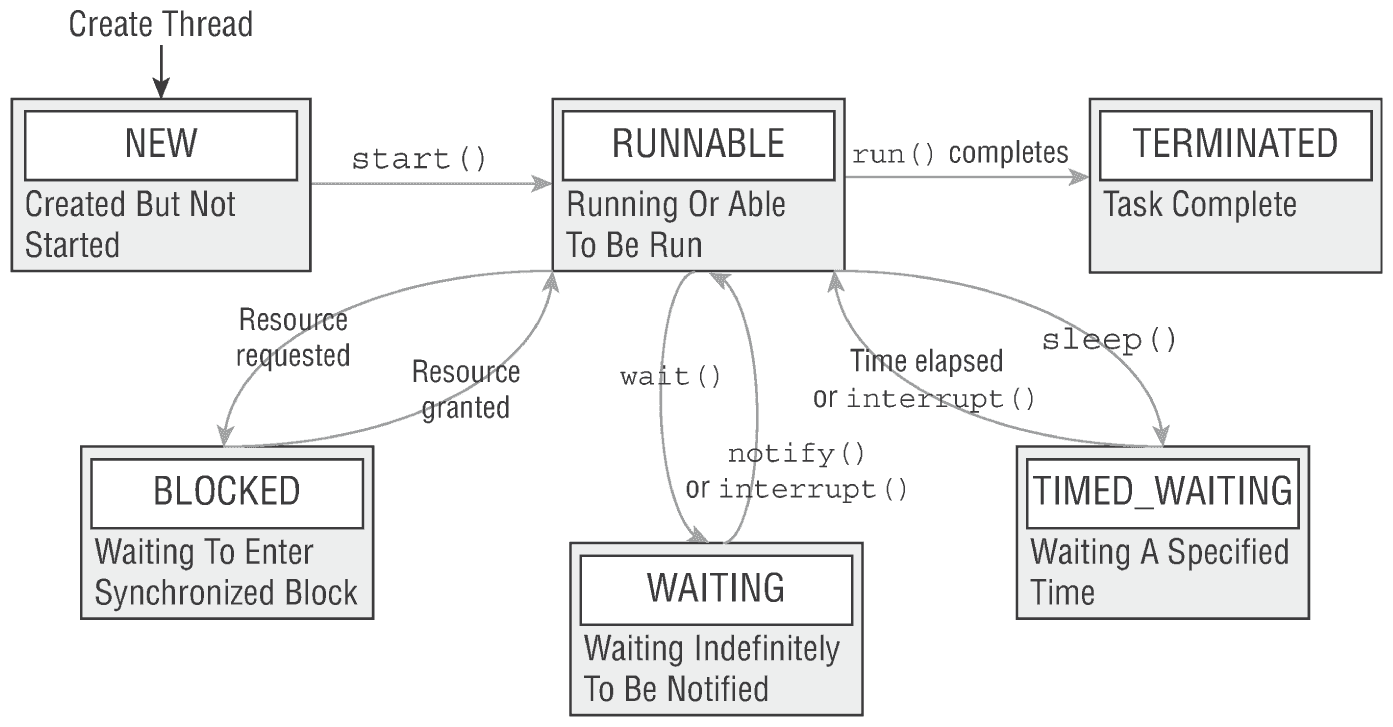 Create Thread
NEW
Created But Not
Started
start()
RUNNABLE
Running Or Able
To Be Run
run() completes
TERMINATED
Task Complete
Resource
requested
Resource
granted
wait()
notify()
or interrupt()
Time elapsed
or interrupt()
sleep()
BLOCKED
Waiting To Enter
Synchronized Block
WAITING
Waiting Indefinitely
To Be Notified
TIMED_WAITING
Waiting A Specified
Time